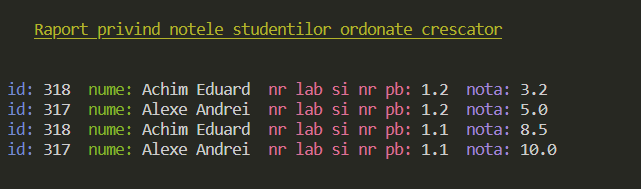 Raport privind notele studentilor ordonate crescator
id: 318 nume: Achim Eduard nr lab si nr pb: 1.2 nota: 3.2
id: 317 nume: Alexe Andrei nr lab si nr pb: 1.2 nota: 5.0
id: 318 nume: Achim Eduard nr lab si nr pb: 1.1 nota: 8.5
id: 317 nume: Alexe Andrei nr lab si nr pb: 1.1 nota: 10.0